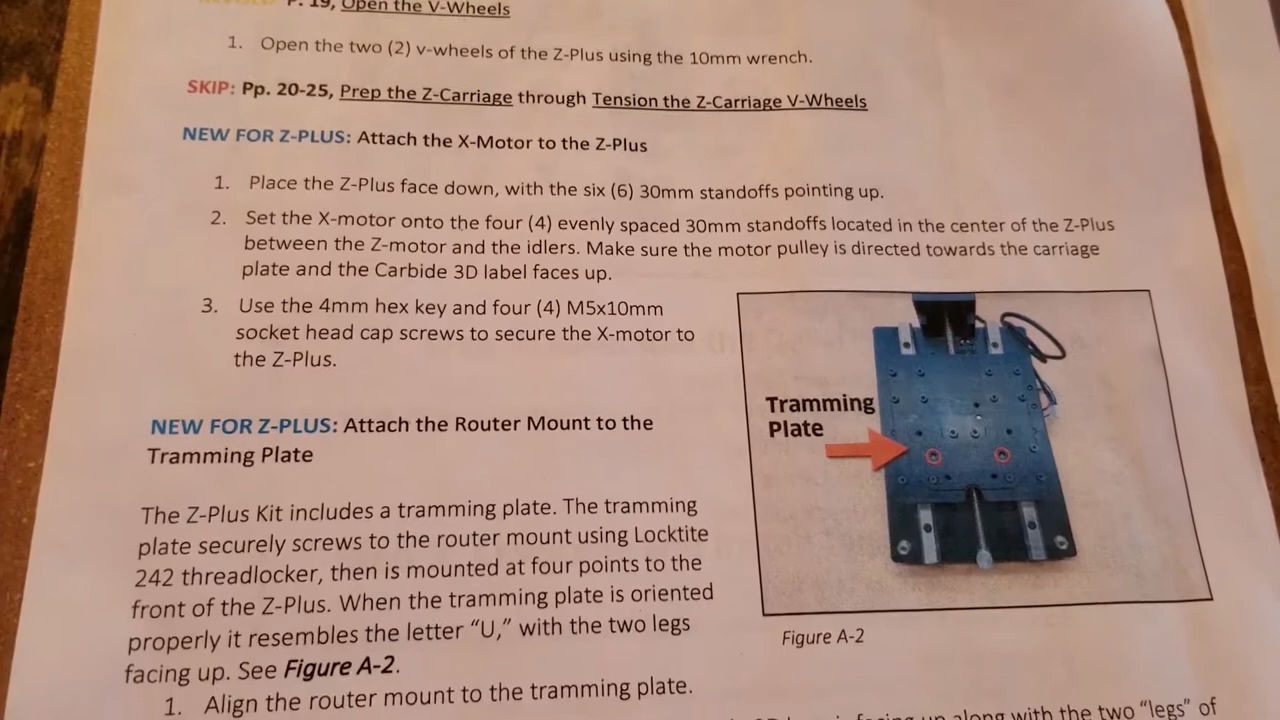 P. 19, Open the V-Wheels
1. Open the two (2) v-wheels of the Z-Plus using the 10mm wrench.
SKIP: Pp. 20-25, Prep the Z-Carriage through Tension the Z-Carriage V-Wheels
NEW FOR Z-PLUS: Attach the X-Motor to the Z-Plus
1. Place the Z-Plus face down, with the six (6) 30mm standoffs pointing up.
2. Set the X-motor onto the four (4) evenly spaced 30mm standoffs located in the center of the Z-Plus
between the Z-motor and the idlers. Make sure the motor pulley is directed towards the carriage
plate and the Carbide 3D label faces up.
3. Use the 4mm hex key and four (4) M5x10mm
socket head cap screws to secure the X-motor to
the Z-Plus.
NEW FOR Z-PLUS: Attach the Router Mount to the
Tramming Plate
The Z-Plus Kit includes a tramming plate. The tramming
plate securely screws to the router mount using Locktite
242 threadlocker, then is mounted at four points to the
front of the Z-Plus. When the tramming plate is oriented
properly it resembles the letter “U,” with the two legs
facing up. See Figure A-2.
1. Align the router mount to the tramming plate.
Tramming
Plate
Figure A-2
facing up along with the two “legs” of